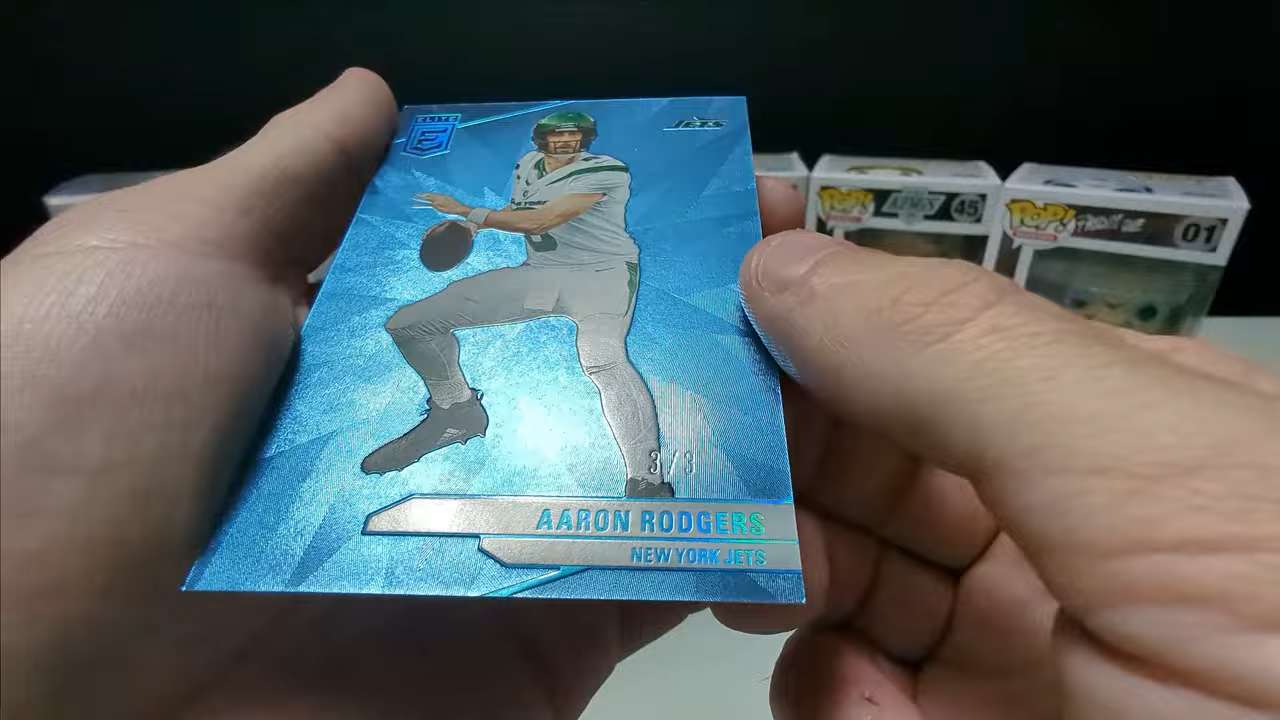 ELITE
E
JETS
POP!
45
POP!
01
3/3
AARON RODGERS
NEW YORK JETS